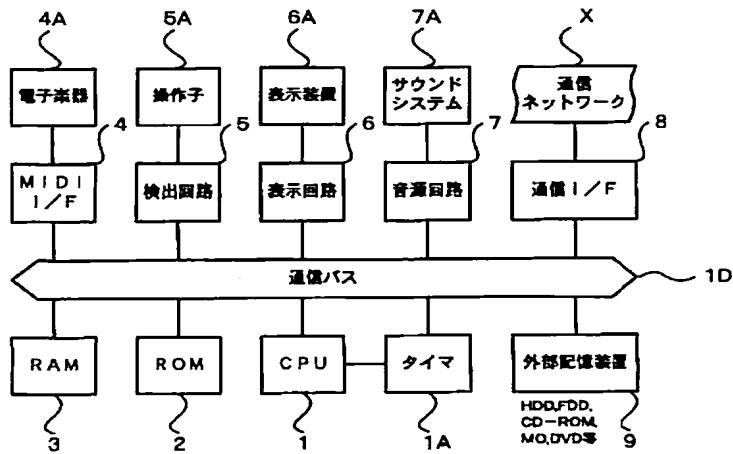 4A
5A
6A
7A
X
電子楽器
操作子
表示装置
サウンド
システム
通信
ネットワーク
4
5
6
7
8
MIDI
I/F
検出回路
表示回路
音源回路
通信I/F
通信バス
1D
RAM
ROM
CPU
タイマ
外部記憶装置
HDD,FDD,
CD-ROM,
MO,DVD等
3
2
1
1A
9